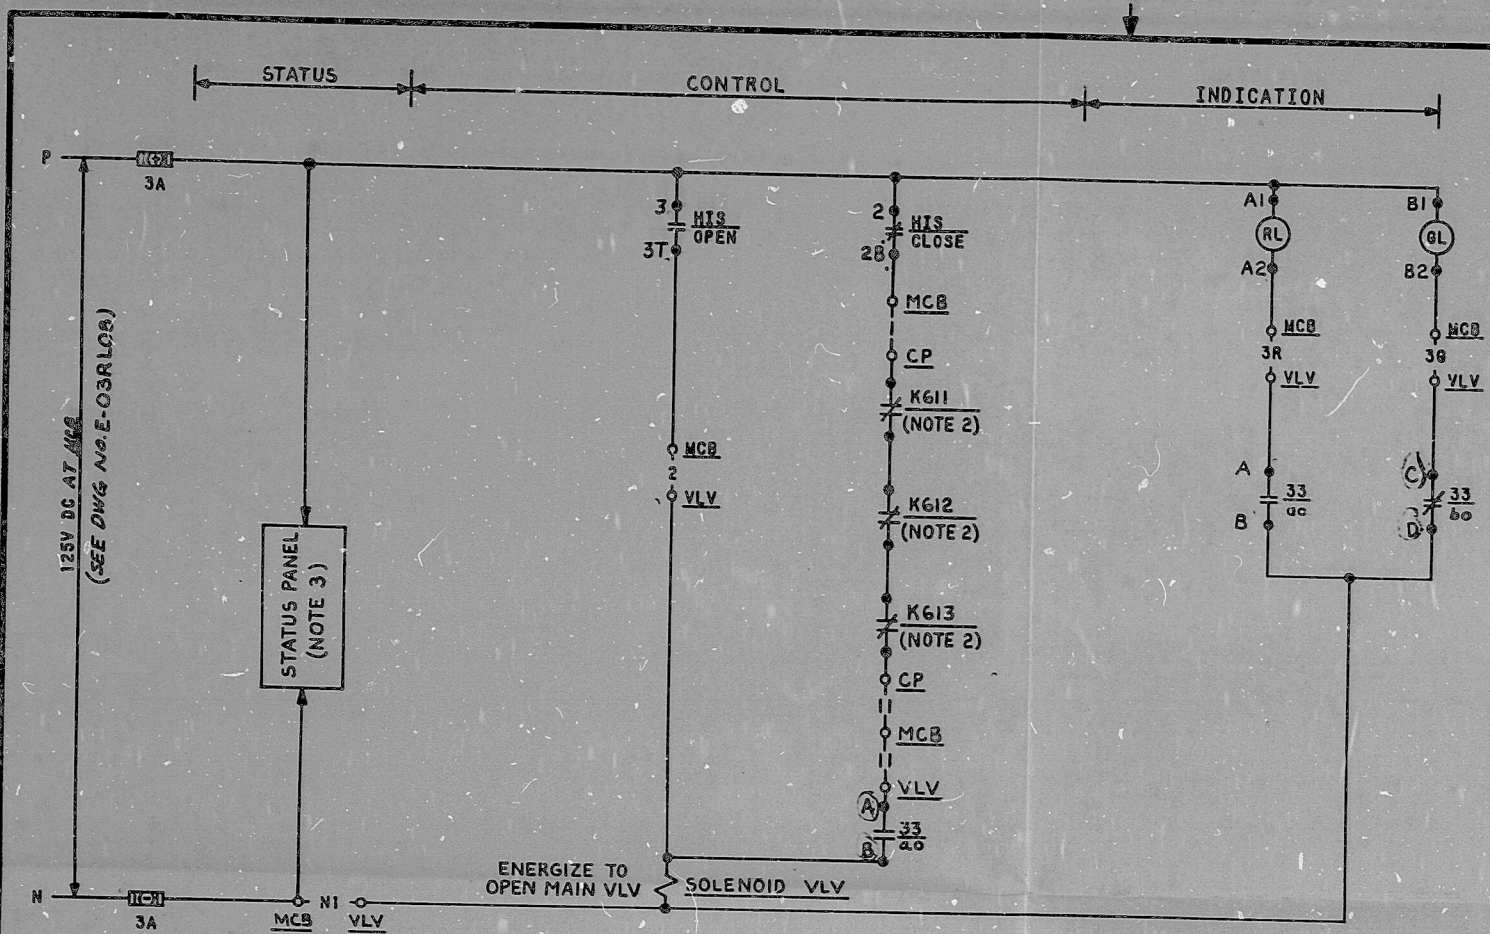 STATUS
CONTROL
INDICATION
P
3A
125V DC AT MCB
(SEE DWG NO. E-03RL08)
STATUS PANEL
(NOTE 3)
3
HIS
OPEN
3T
MCB
2
VLV
2
HIS
CLOSE
2B
MCB
CP
K611
(NOTE 2)
K612
(NOTE 2)
K613
(NOTE 2)
CP
MCB
VLV
A
33
ao
B
A1
RL
A2
MCB
3R
VLV
A
33
ac
B
B1
GL
B2
MCB
3G
VLV
C
33
bo
D
ENERGIZE TO
OPEN MAIN VLV
SOLENOID VLV
N
3A
MCB
N1
VLV